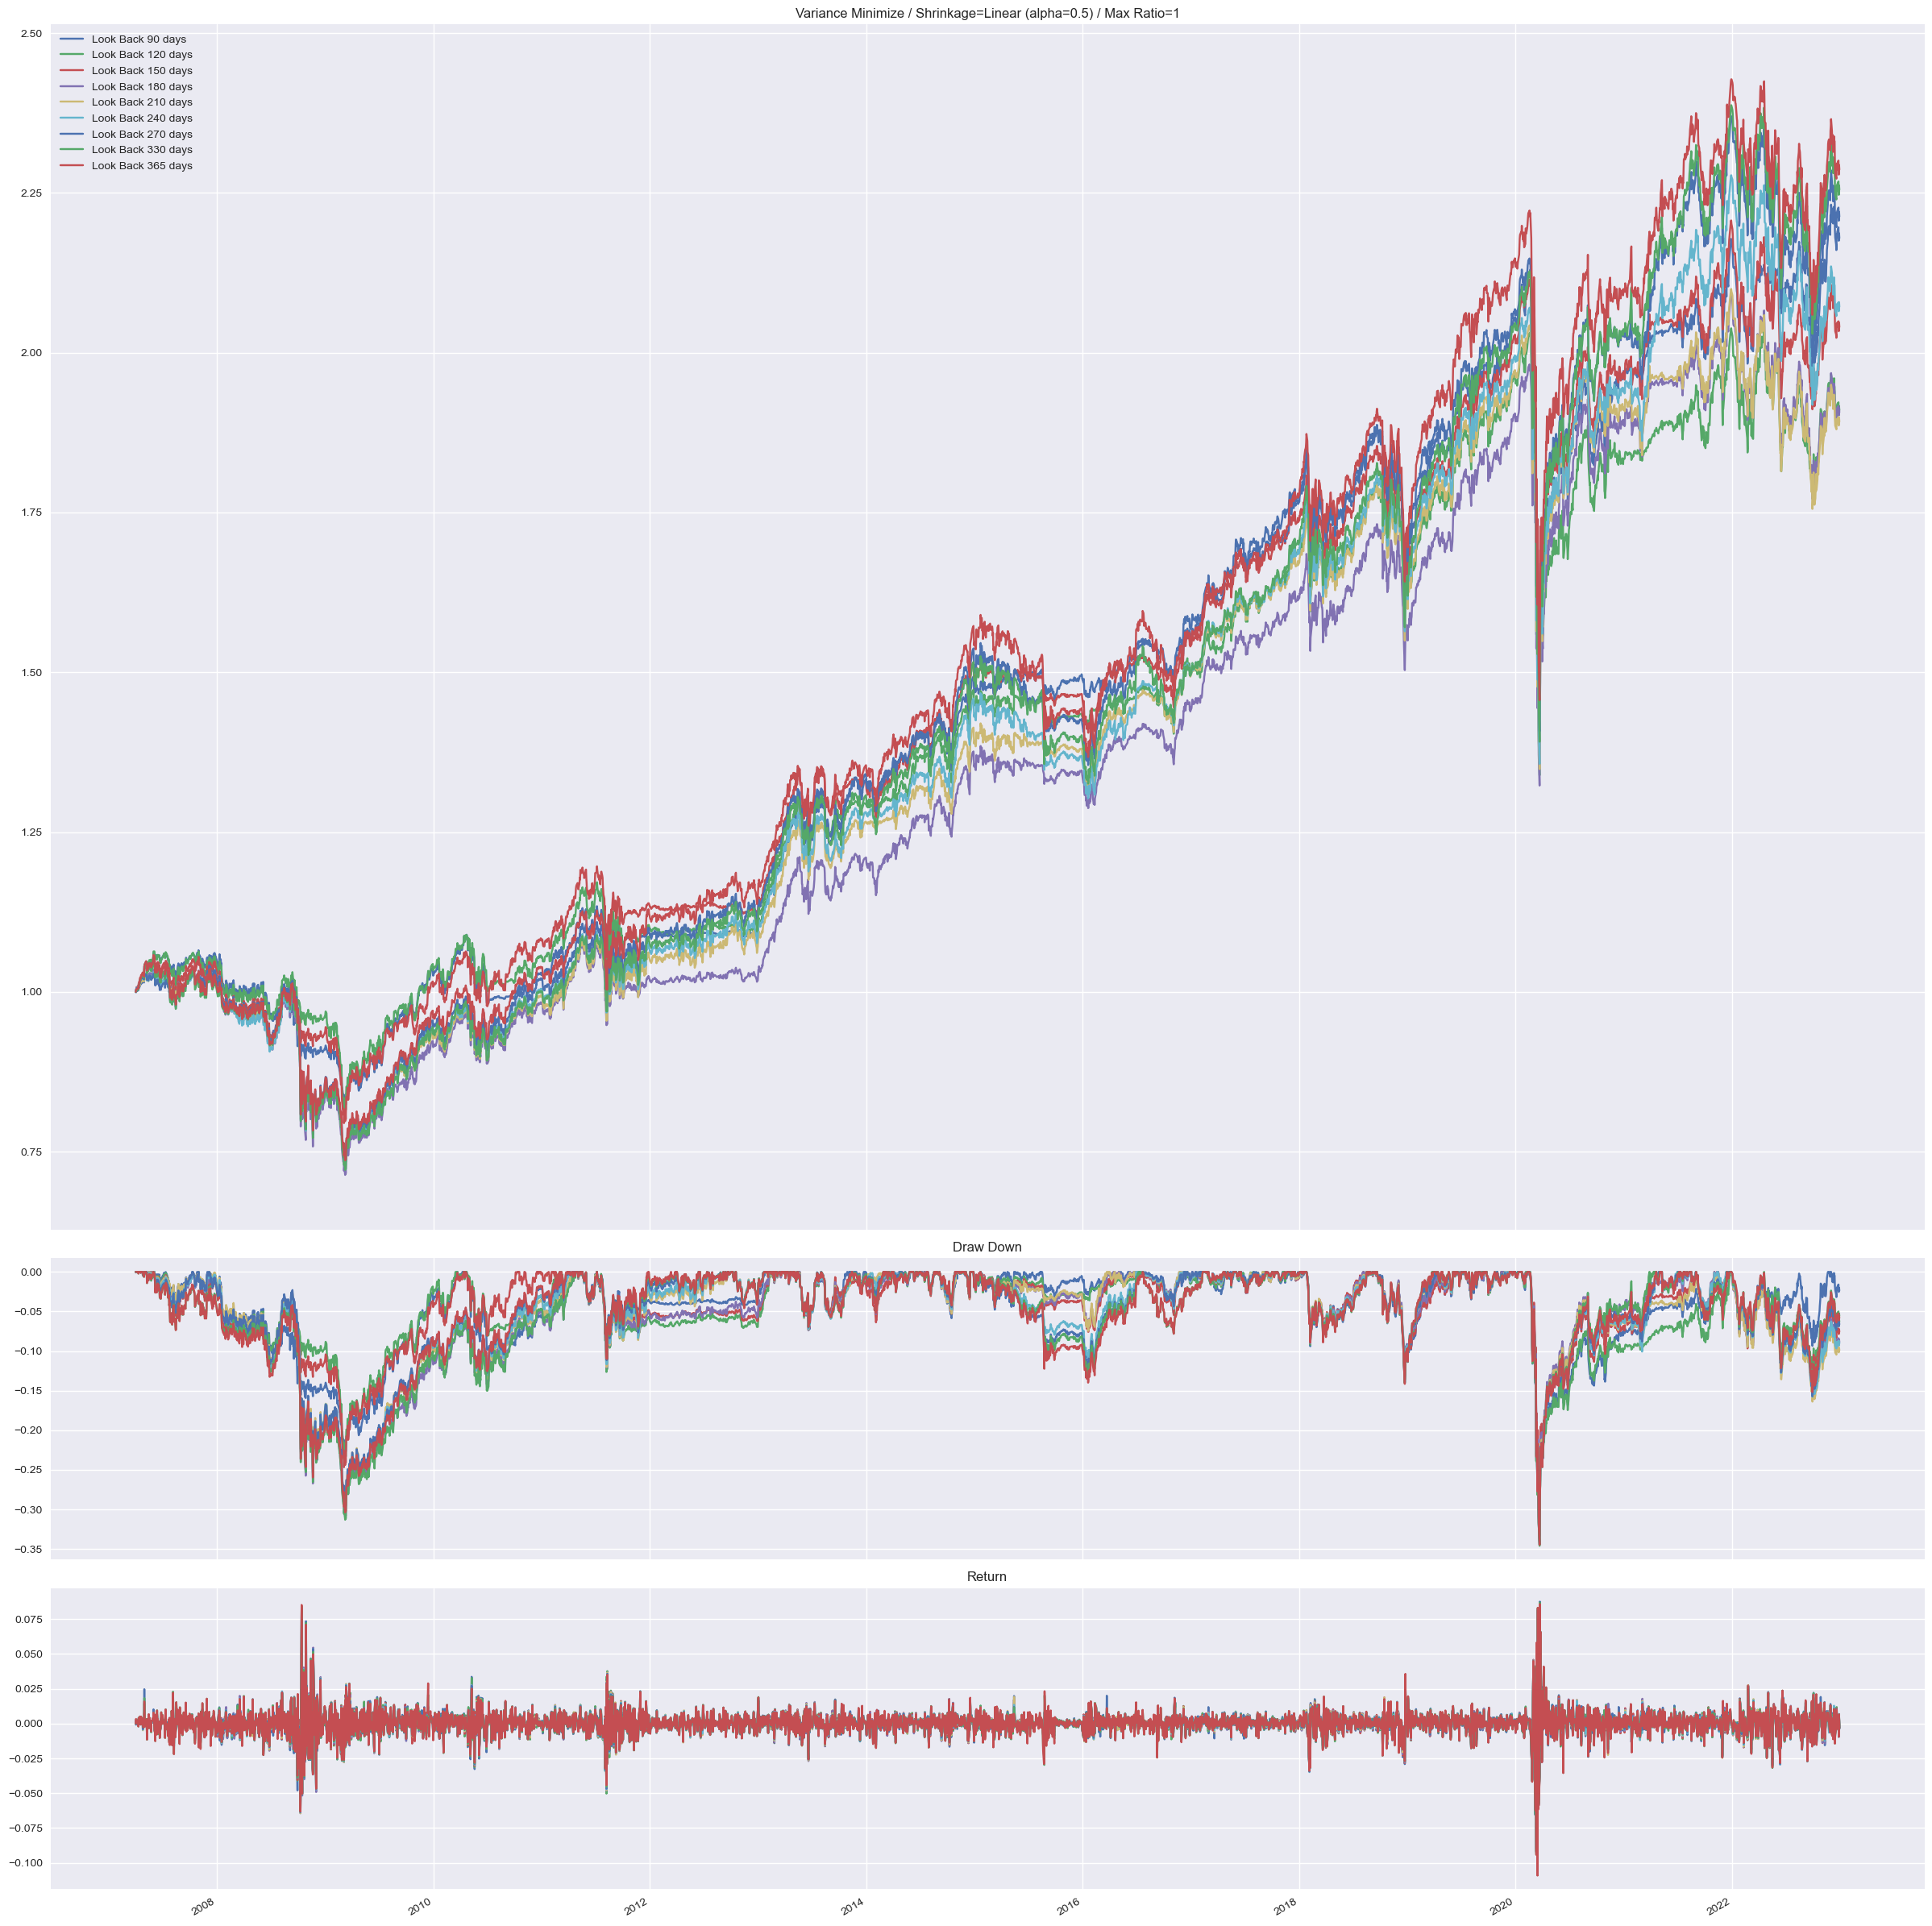 Variance Minimize / Shrinkage=Linear (alpha=0.5) / Max Ratio=1
2.50
2.25
2.00
1.75
1.50
1.25
1.00
0.75
Look Back 90 days
Look Back 120 days
Look Back 150 days
Look Back 180 days
Look Back 210 days
Look Back 240 days
Look Back 270 days
Look Back 330 days
Look Back 365 days
Draw Down
0.00
−0.05
−0.10
−0.15
−0.20
−0.25
−0.30
−0.35
Return
0.075
0.050
0.025
0.000
−0.025
−0.050
−0.075
−0.100
2008
2010
2012
2014
2016
2018
2020
2022